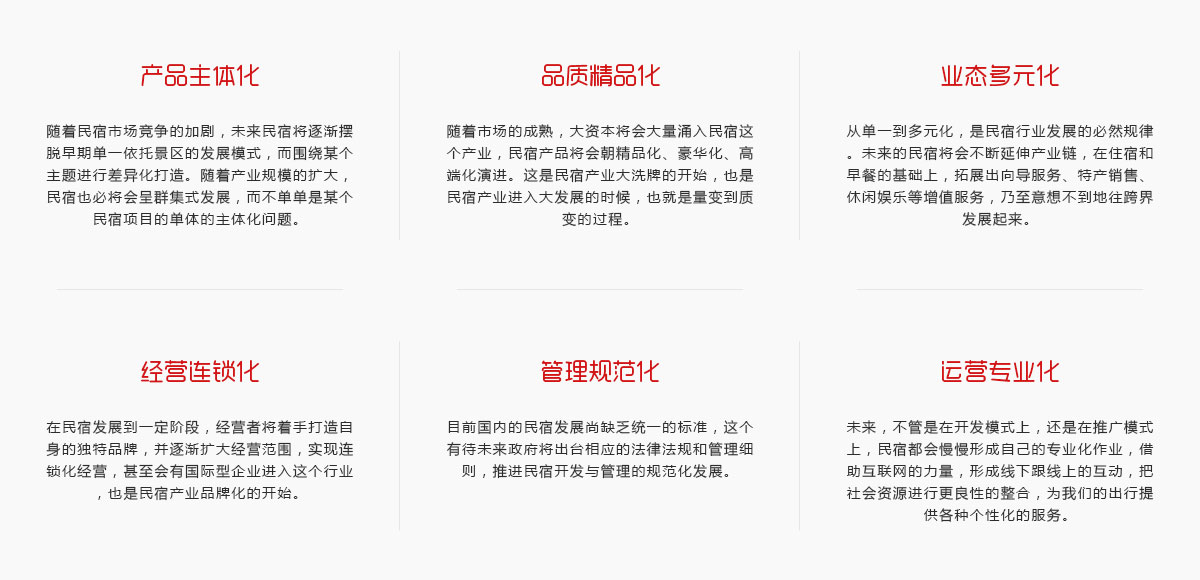 产品主体化
随着民宿市场竞争的加剧，未来民宿将逐渐摆
脱早期单一依托景区的发展模式，而围绕某个
主题进行差异化打造。随着产业规模的扩大，
民宿也必将会呈群集式发展，而不单单是某个
民宿项目的单体的主体化问题。
品质精品化
随着市场的成熟，大资本将会大量涌入民宿这
个产业，民宿产品将会朝精品化、豪华化、高
端化演进。这是民宿产业大洗牌的开始，也是
民宿产业进入大发展的时候，也就是量变到质
变的过程。
业态多元化
从单一到多元化，是民宿行业发展的必然规律
。未来的民宿将会不断延伸产业链，在住宿和
早餐的基础上，拓展出向导服务、特产销售、
休闲娱乐等增值服务，乃至意想不到地往跨界
发展起来。
经营连锁化
在民宿发展到一定阶段，经营者将着手打造自
身的独特品牌，并逐渐扩大经营范围，实现连
锁化经营，甚至会有国际型企业进入这个行业
，也是民宿产业品牌化的开始。
管理规范化
目前国内的民宿发展尚缺乏统一的标准，这个
有待未来政府将出台相应的法律法规和管理细
则，推进民宿开发与管理的规范化发展。
运营专业化
未来，不管是在开发模式上，还是在推广模式
上，民宿都会慢慢形成自己的专业化作业，借
助互联网的力量，形成线下跟线上的互动，把
社会资源进行更良性的整合，为我们的出行提
供各种个性化的服务。